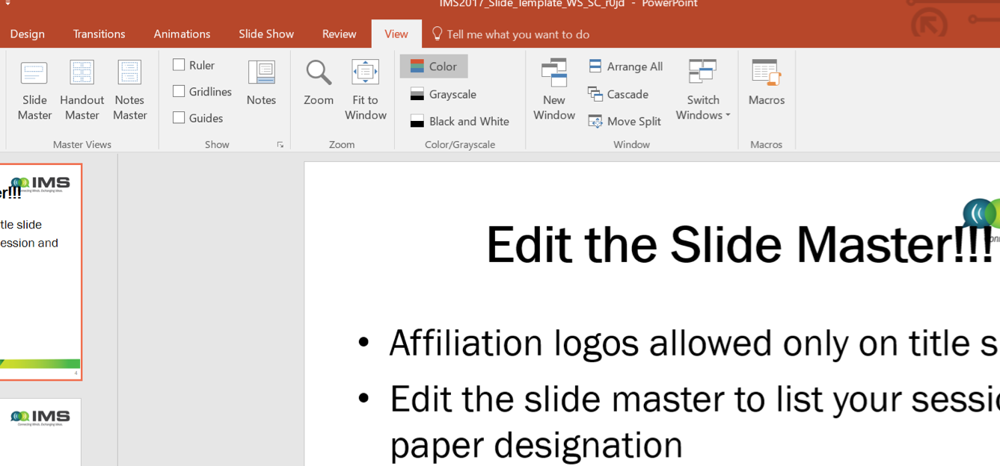 IMS2017_Slide_Template_WS_SC_r0jd - PowerPoint
Design Transitions Animations Slide Show Review View Tell me what you want to do
Slide Master
Handout Master
Notes Master
Master Views
Ruler
Gridlines
Guides
Notes
Show
Zoom
Fit to Window
Zoom
Color
Grayscale
Black and White
Color/Grayscale
New Window
Arrange All
Cascade
Move Split
Switch Windows
Window
Macros
Macros
IMS
Connecting Minds. Exchanging Ideas.
er!!!
tle slide
ession and
4
IMS
Connecting Minds. Exchanging Ideas.
Edit the Slide Master!!!
• Affiliation logos allowed only on title s
• Edit the slide master to list your sessio
paper designation